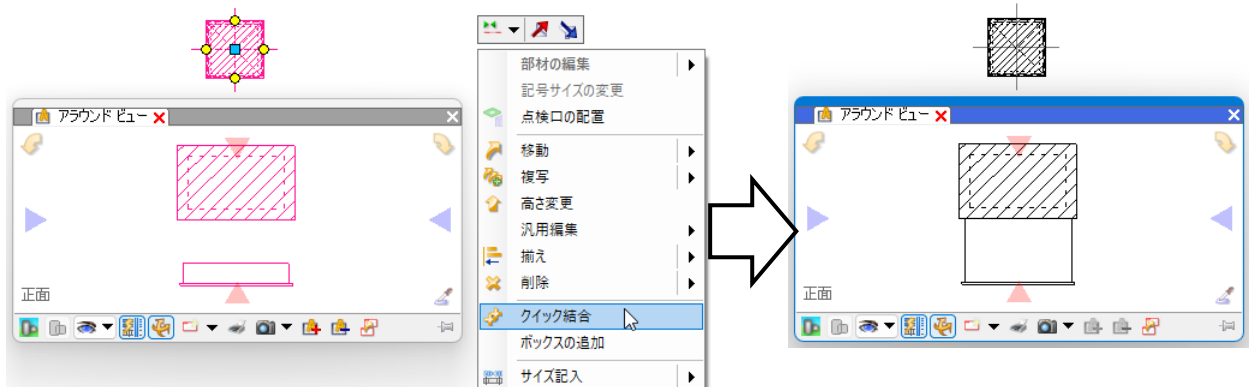 アラウンド ビュー
正面
部材の編集
記号サイズの変更
点検口の配置
移動
複写
高さ変更
汎用編集
揃え
削除
クイック結合
ボックスの追加
サイズ記入
アラウンド ビュー
正面